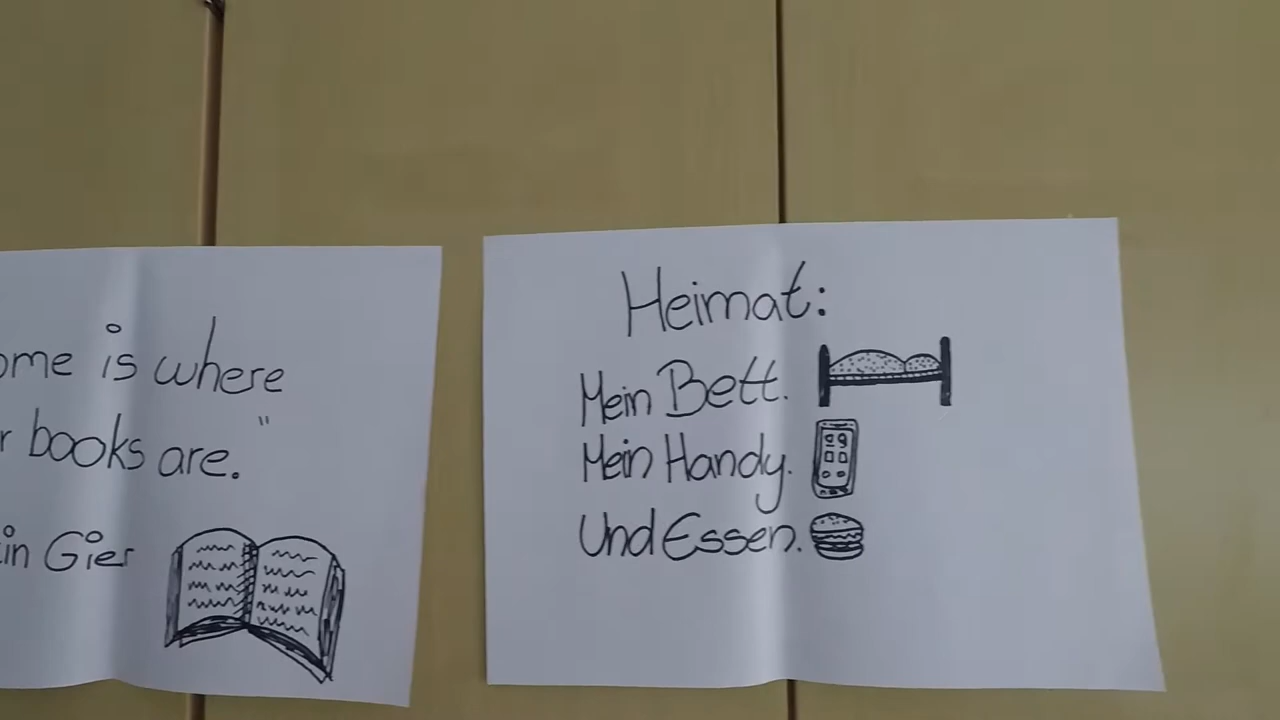 ome is where
r books are."
in Gier
Heimat:
Mein Bett.
Mein Handy.
Und Essen.